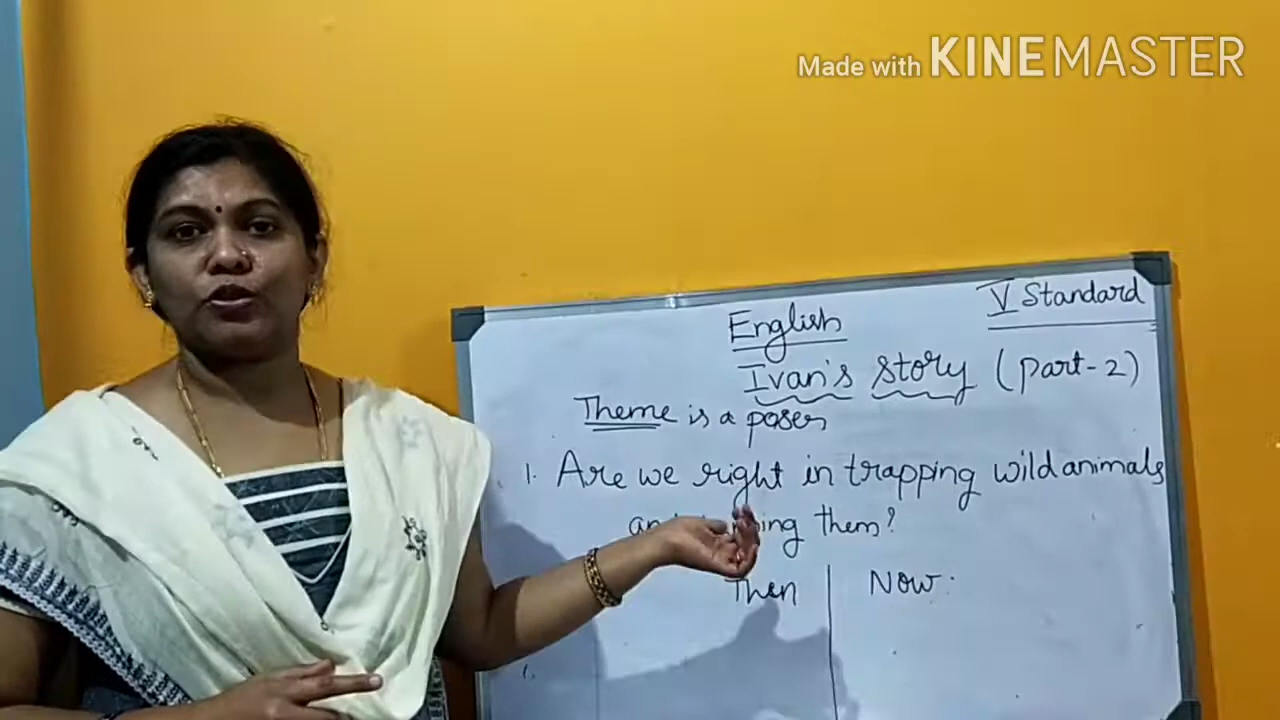 Made with KINEMASTER
V Standard
English
Ivan's story (part-2)
Theme is a poser
1. Are we right in trapping wild animals
them?
Then | Now:
1.